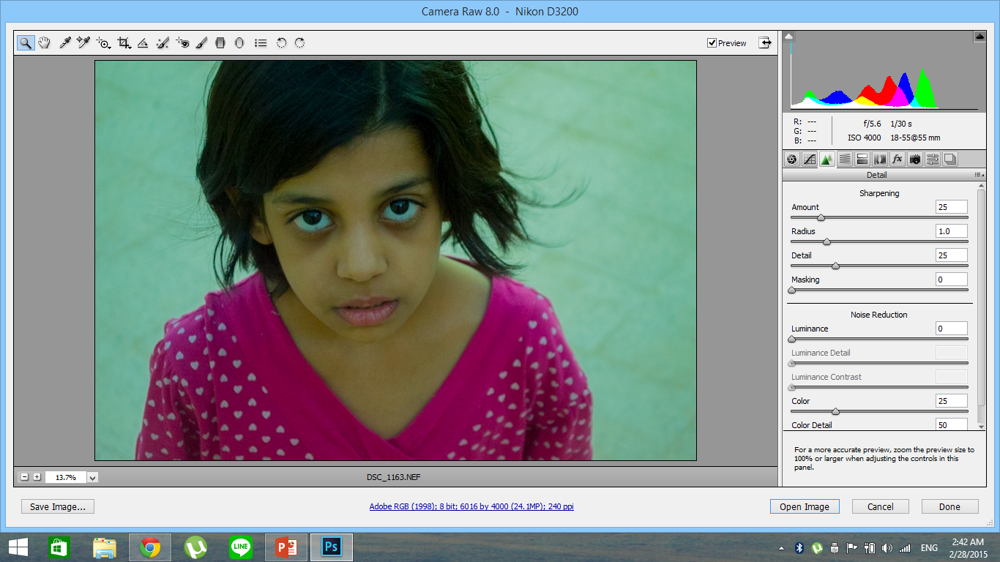 Camera Raw 8.0 - Nikon D3200
Preview
R: ---
G: ---
B: ---
f/5.6 1/30 s
ISO 4000 18-55@55 mm
fx
Detail
Sharpening
Amount 25
Radius 1.0
Detail 25
Masking 0
Noise Reduction
Luminance 0
Luminance Detail
Luminance Contrast
Color 25
Color Detail 50
For a more accurate preview, zoom the preview size to
100% or larger when adjusting the controls in this
panel.
13.7% DSC_1163.NEF
Save Image... Adobe RGB (1998); 8 bit; 6016 by 4000 (24.1MP); 240 ppi Open Image Cancel Done
LINE P Ps ENG 2:42 AM
2/28/2015